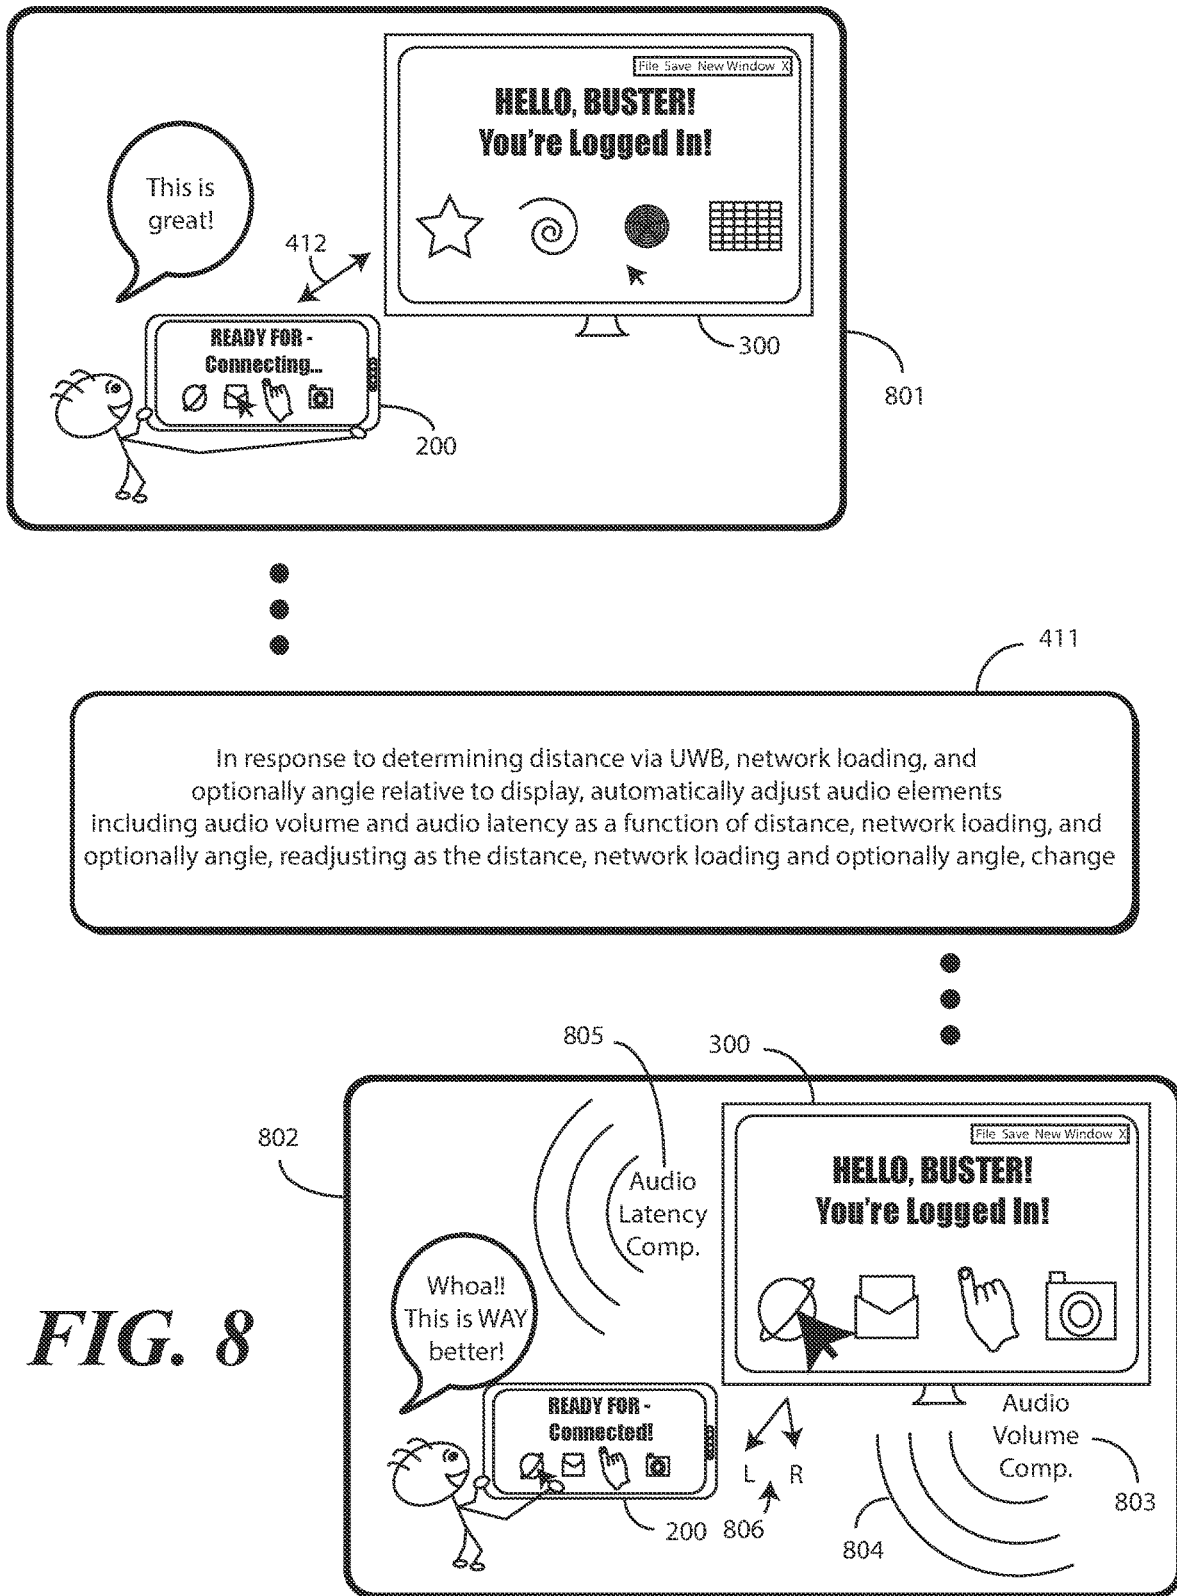 File Save New Window X
HELLO, BUSTER!
You're Logged In!
This is
great!
412
READY FOR -
Connecting...
300
801
200
411
In response to determining distance via UWB, network loading, and
optionally angle relative to display, automatically adjust audio elements
including audio volume and audio latency as a function of distance, network loading, and
optionally angle, readjusting as the distance, network loading and optionally angle, change
805
300
802
File Save New Window X
HELLO, BUSTER!
You're Logged In!
Audio
Latency
Comp.
Whoa!!
This is WAY
better!
FIG. 8
READY FOR -
Connected!
L R
Audio
Volume
Comp.
803
200
806
804